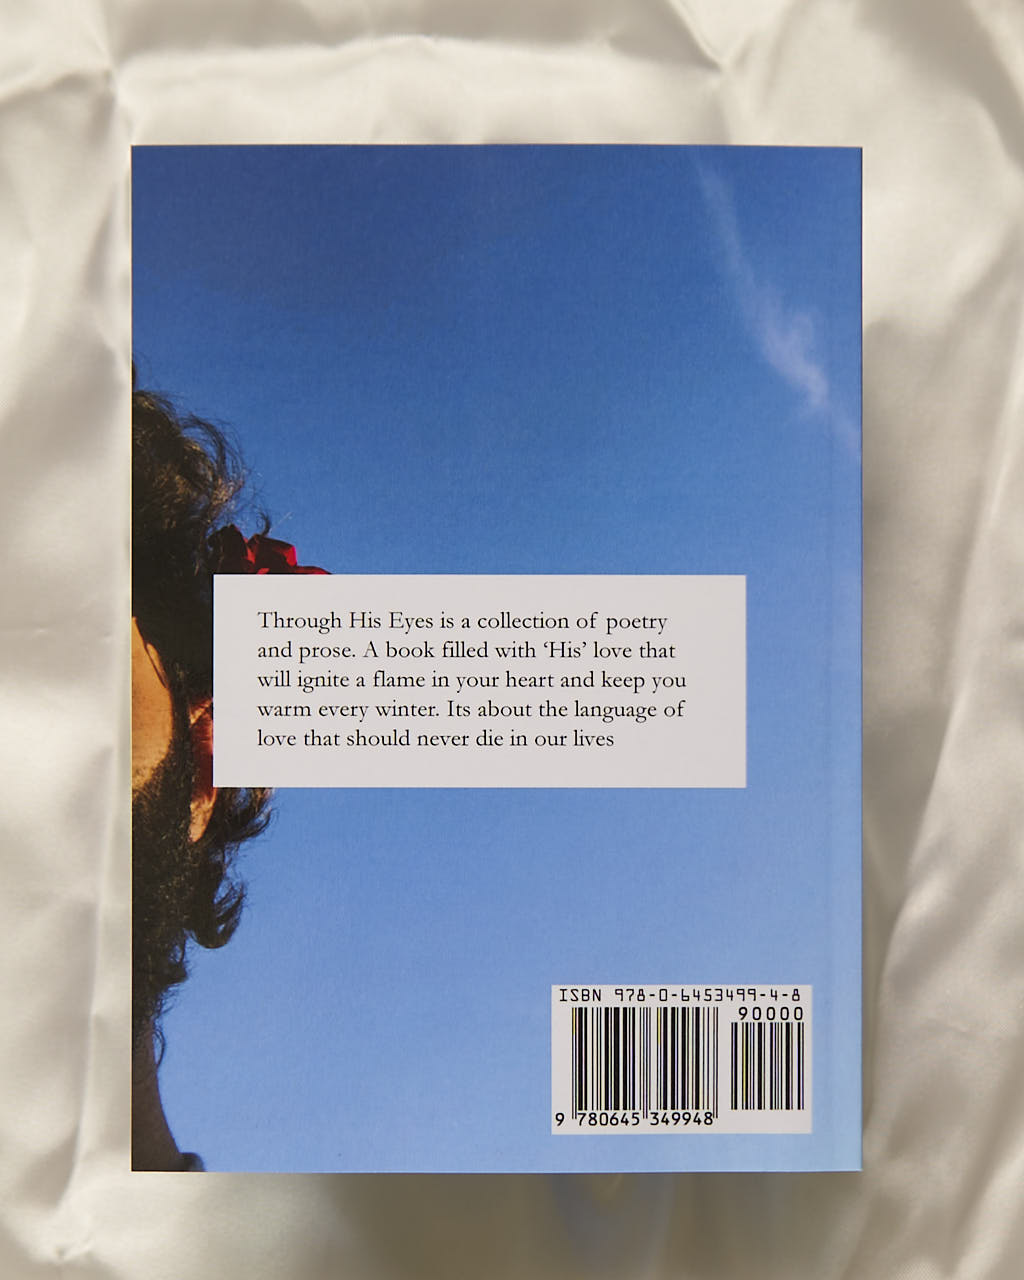 Through His Eyes is a collection of poetry
and prose. A book filled with ‘His’ love that
will ignite a flame in your heart and keep you
warm every winter. Its about the language of
love that should never die in our lives
ISBN 978-0-6453499-4-8
90000
9 780645 349948